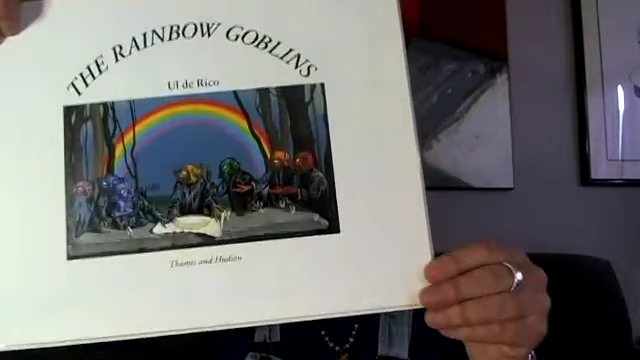 THE RAINBOW GOBLINS
Ul de Rico
Thames and Hudson